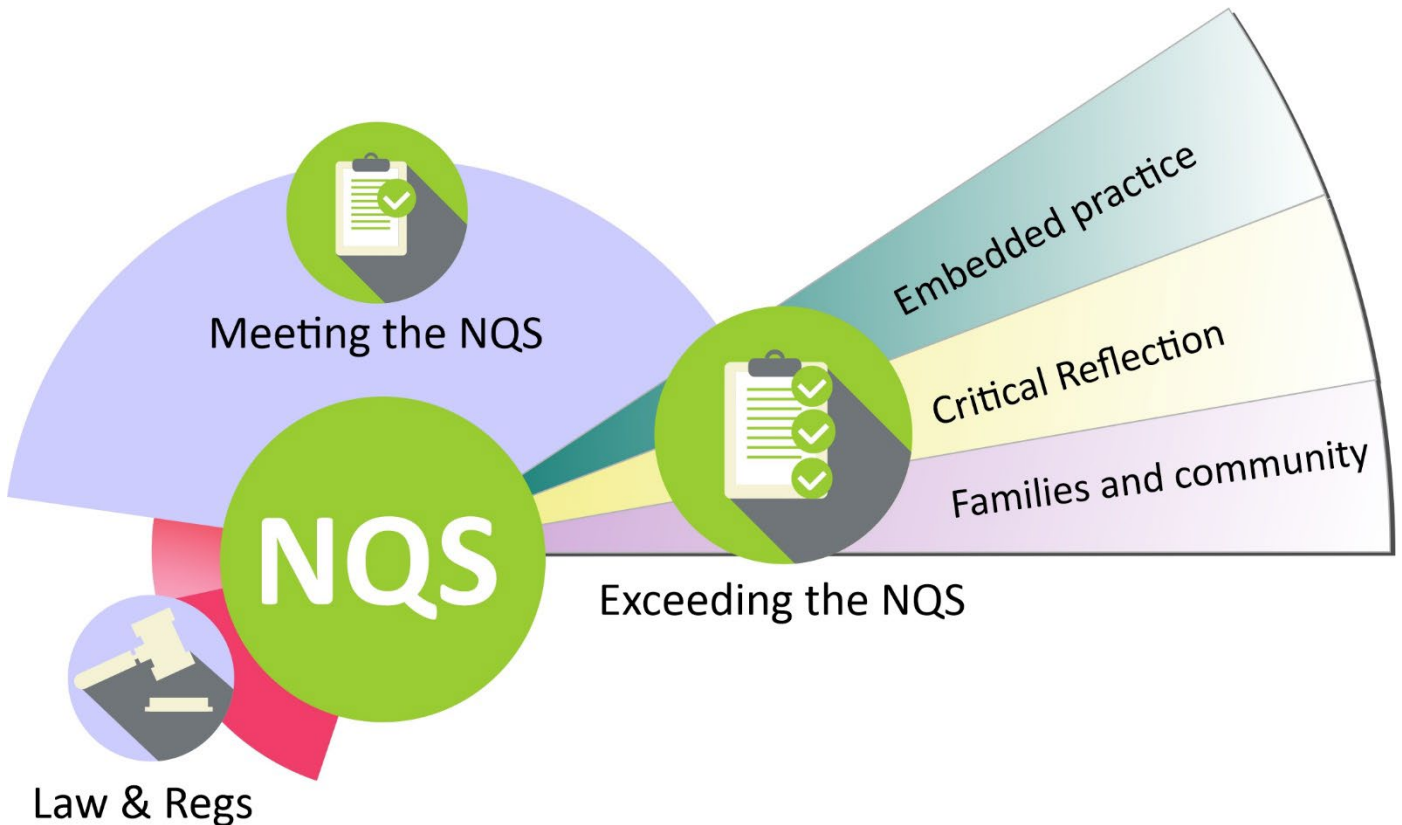 Meeting the NQS
NQS
Law & Regs
Exceeding the NQS
Embedded practice
Critical Reflection
Families and community